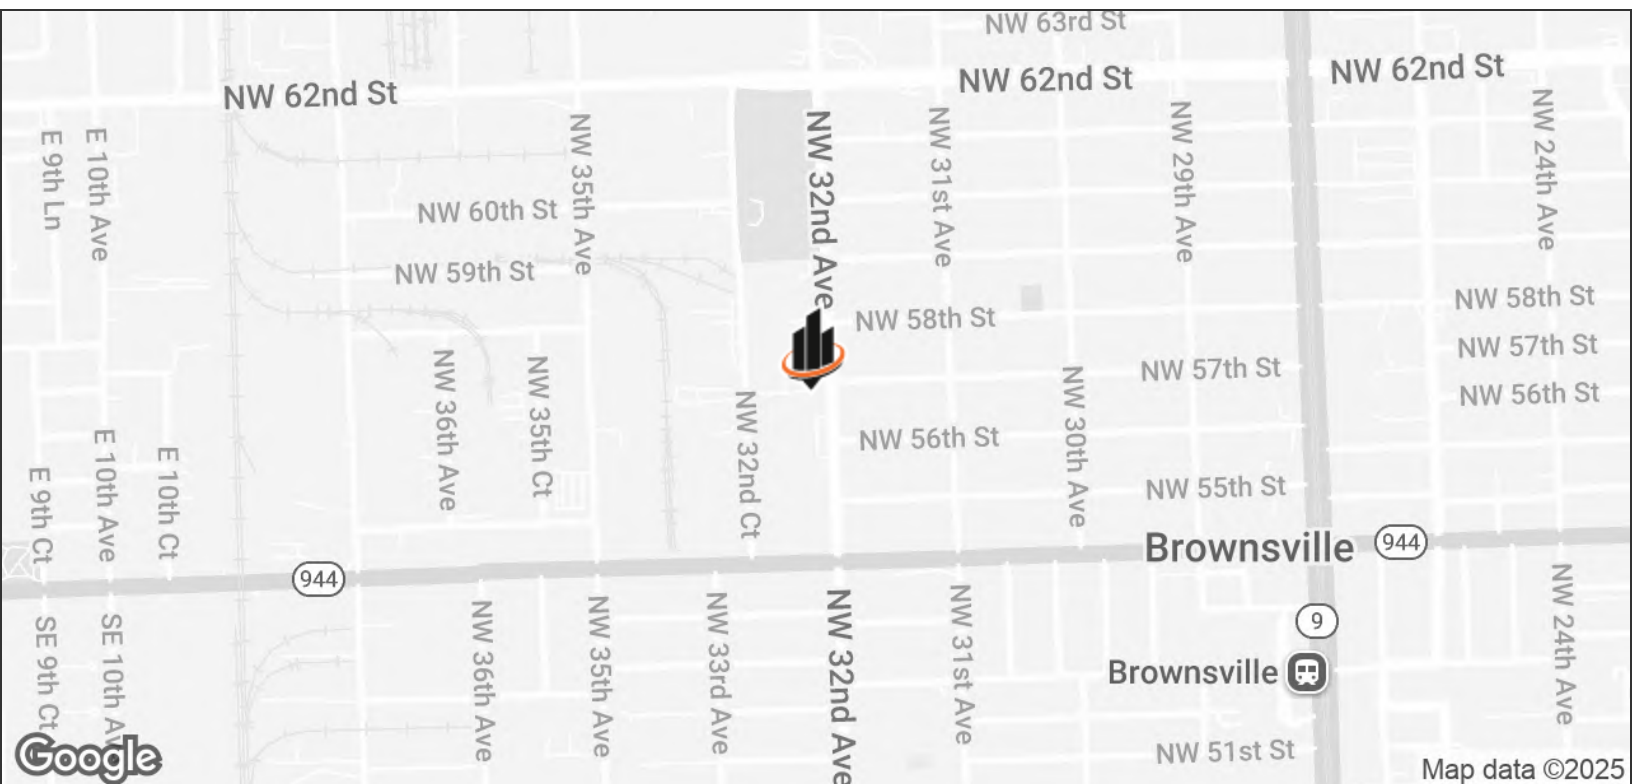 NW 63rd St
NW 62nd St
NW 62nd St
NW 62nd St
E 9th Ln
E 10th Ave
NW 35th Ave
NW 32nd Ave
NW 31st Ave
NW 29th Ave
NW 24th Ave
NW 60th St
NW 59th St
NW 58th St
NW 58th St
NW 57th St
NW 57th St
NW 56th St
NW 56th St
NW 36th Ave
NW 35th Ct
NW 32nd Ct
NW 30th Ave
E 9th Ct
E 10th Ave
E 10th Ct
NW 55th St
Brownsville
944
944
SE 9th Ct
SE 10th Av
NW 36th Ave
NW 35th Ave
NW 33rd Ave
NW 32nd Ave
NW 31st Ave
NW 24th Ave
9
Brownsville
NW 51st St
Google
Map data ©2025